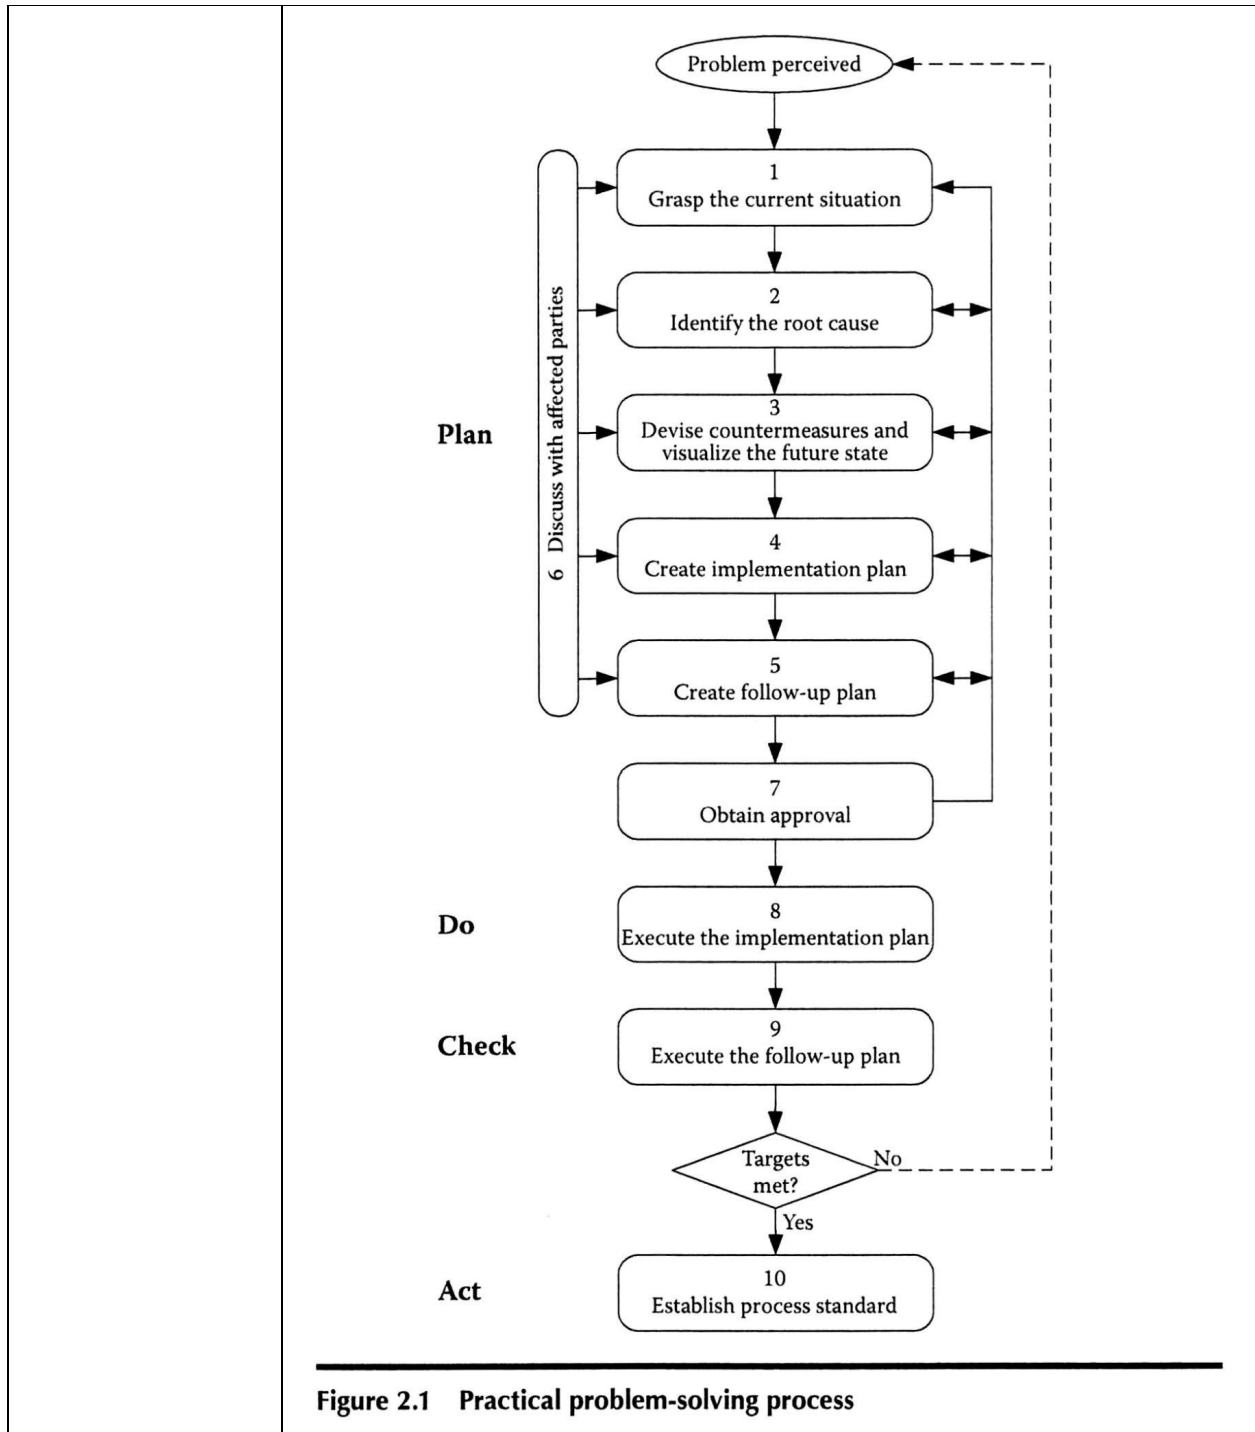 Problem perceived
1
Grasp the current situation
2
Identify the root cause
3
Devise countermeasures and
visualize the future state
4
Create implementation plan
5
Create follow-up plan
6 Discuss with affected parties
Plan
7
Obtain approval
Do
8
Execute the implementation plan
Check
9
Execute the follow-up plan
Targets
met?
No
Yes
Act
10
Establish process standard
Figure 2.1 Practical problem-solving process